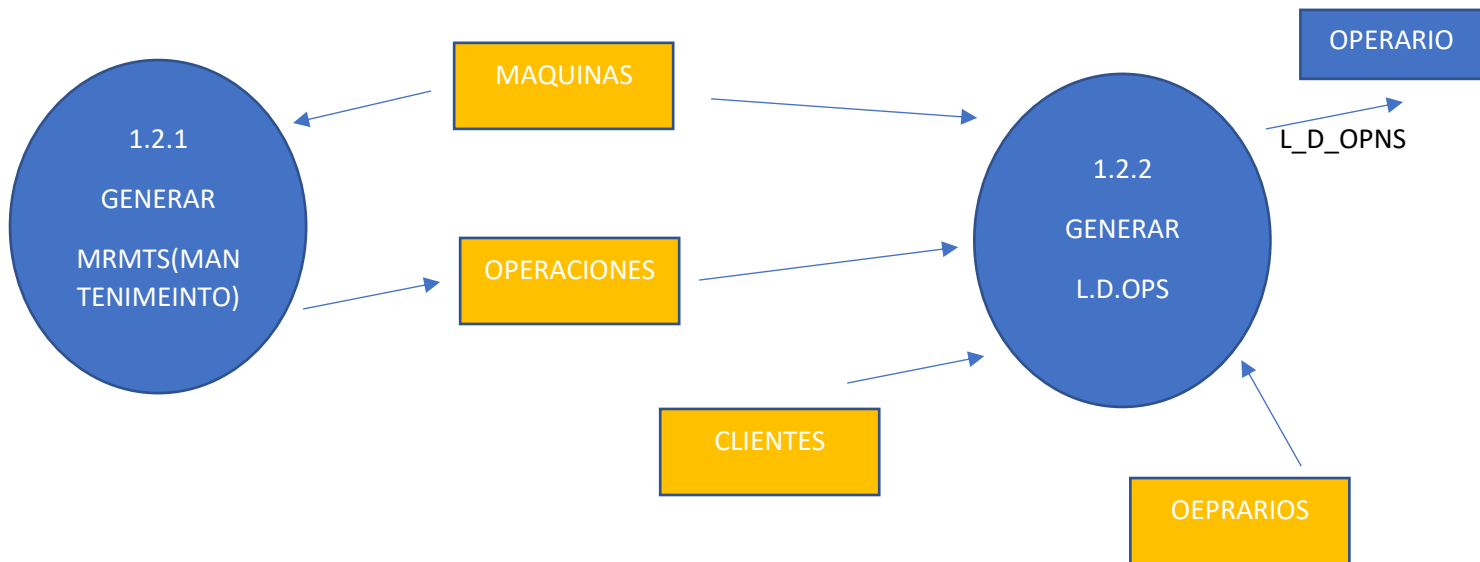 MAQUINAS
OPERARIO
1.2.1
GENERAR
MRMTS(MAN
TENIMEINTO)
L_D_OPNS
1.2.2
GENERAR
L.D.OPS
OPERACIONES
CLIENTES
OEPRARIOS